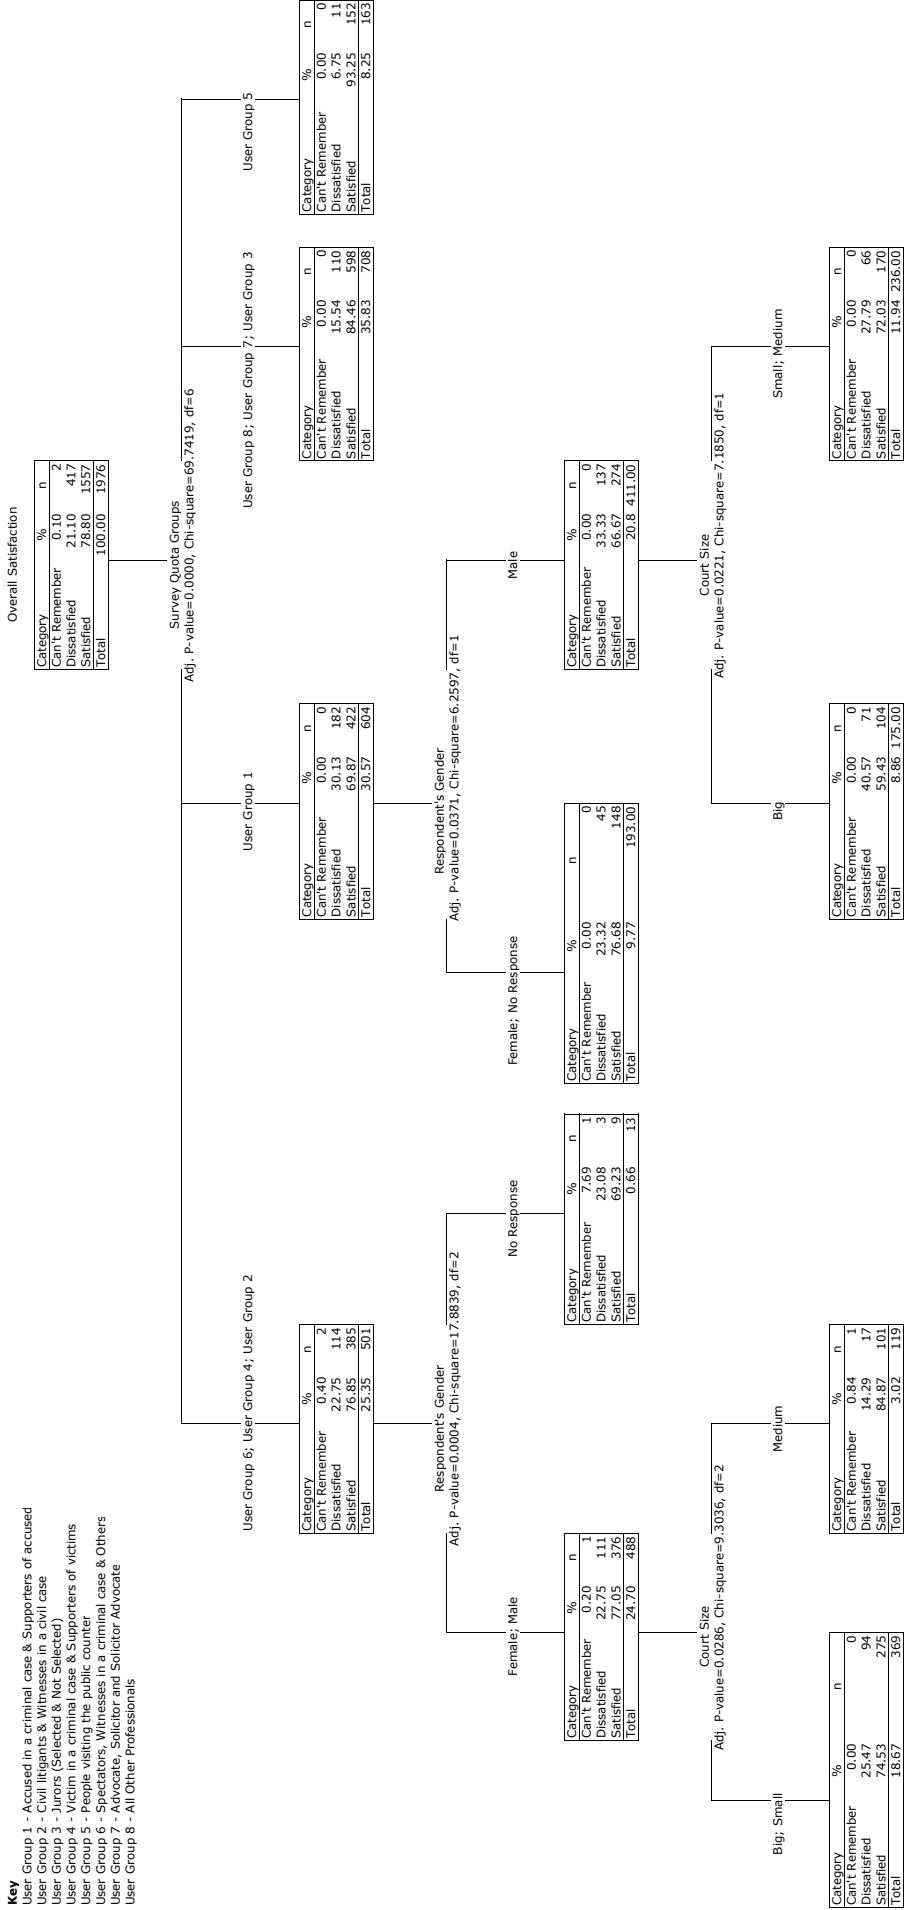 Key
User Group 1 - Accused in a criminal case & Supporters of accused
User Group 2 - Civil litigants & Witnesses in a civil case
User Group 3 - Jurors (Selected & Not Selected)
User Group 4 - Victim in a criminal case & Supporters of victims
User Group 5 - People visiting the public counter
User Group 6 - Spectators, Witnesses in a criminal case & Others
User Group 7 - Advocate, Solicitor and Solicitor Advocate
User Group 8 - All Other Professionals
Overall Satisfaction
Category % n
Can't Remember 0.10 2
Dissatisfied 21.10 417
Satisfied 78.80 1557
Total 100.00 1976
Survey Quota Groups
Adj. P-value=0.0000, Chi-square=69.7419, df=6
User Group 6; User Group 4; User Group 2
Category % n
Can't Remember 0.40 2
Dissatisfied 22.75 114
Satisfied 76.85 385
Total 25.35 501
User Group 1
Category % n
Can't Remember 0.00 0
Dissatisfied 30.13 182
Satisfied 69.87 422
Total 30.57 604
User Group 8; User Group 7; User Group 3
Category % n
Can't Remember 0.00 0
Dissatisfied 15.54 110
Satisfied 84.46 598
Total 35.83 708
User Group 5
Category % n
Can't Remember 0.00 0
Dissatisfied 6.75 11
Satisfied 93.25 152
Total 8.25 163
Respondent's Gender
Adj. P-value=0.0004, Chi-square=17.8839, df=2
Respondent's Gender
Adj. P-value=0.0371, Chi-square=6.2597, df=1
Female; Male
Category % n
Can't Remember 0.20 1
Dissatisfied 22.75 111
Satisfied 77.05 376
Total 24.70 488
No Response
Category % n
Can't Remember 7.69 1
Dissatisfied 23.08 3
Satisfied 69.23 9
Total 0.66 13
Female; No Response
Category % n
Can't Remember 0.00 0
Dissatisfied 23.32 45
Satisfied 76.68 148
Total 9.77 193.00
Male
Category % n
Can't Remember 0.00 0
Dissatisfied 33.33 137
Satisfied 66.67 274
Total 20.8 411.00
Court Size
Adj. P-value=0.0286, Chi-square=9.3036, df=2
Court Size
Adj. P-value=0.0221, Chi-square=7.1850, df=1
Big; Small
Category % n
Can't Remember 0.00 0
Dissatisfied 25.47 94
Satisfied 74.53 275
Total 18.67 369
Medium
Category % n
Can't Remember 0.84 1
Dissatisfied 14.29 17
Satisfied 84.87 101
Total 3.02 119
Big
Category % n
Can't Remember 0.00 0
Dissatisfied 40.57 71
Satisfied 59.43 104
Total 8.86 175.00
Small; Medium
Category % n
Can't Remember 0.00 0
Dissatisfied 27.79 66
Satisfied 72.03 170
Total 11.94 236.00